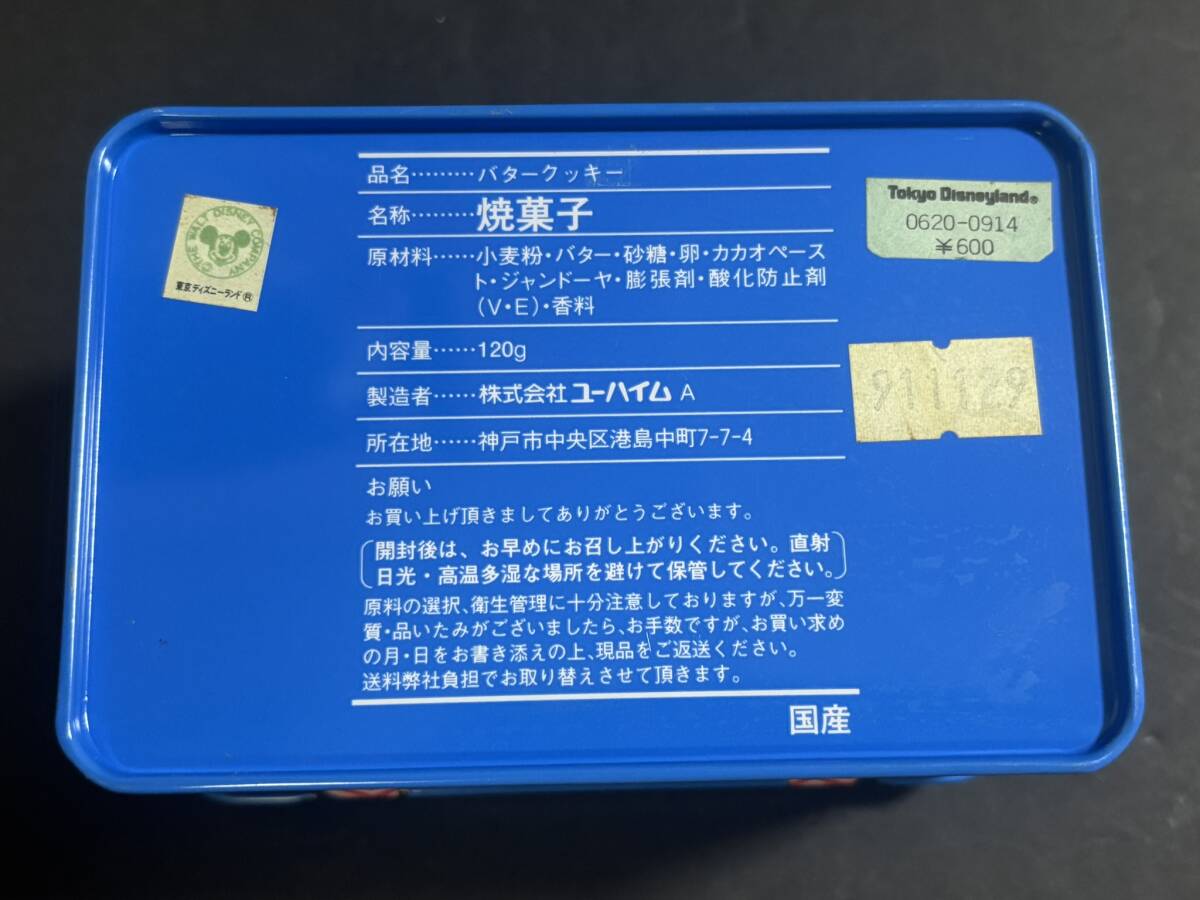 品名………バタークッキー
名称………焼菓子
原材料……小麦粉・バター・砂糖・卵・カカオペース
ト・ジャンドーヤ・膨張剤・酸化防止剤
(V・E)・香料
内容量……120g
製造者……株式会社ユーハイム A
所在地……神戸市中央区港島中町7-7-4
お願い
お買い上げ頂きましてありがとうございます。
開封後は、お早めにお召し上がりください。直射
日光・高温多湿な場所を避けて保管してください。
原料の選択、衛生管理に十分注意しておりますが、万一変
質・品いたみがございましたら、お手数ですが、お買い求め
の月・日をお書き添えの上、現品をご返送ください。
送料弊社負担でお取り替えさせて頂きます。
国産
©THE WALT DISNEY COMPANY
東京ディズニーランド®
Tokyo Disneyland®
0620-0914
¥600
911129